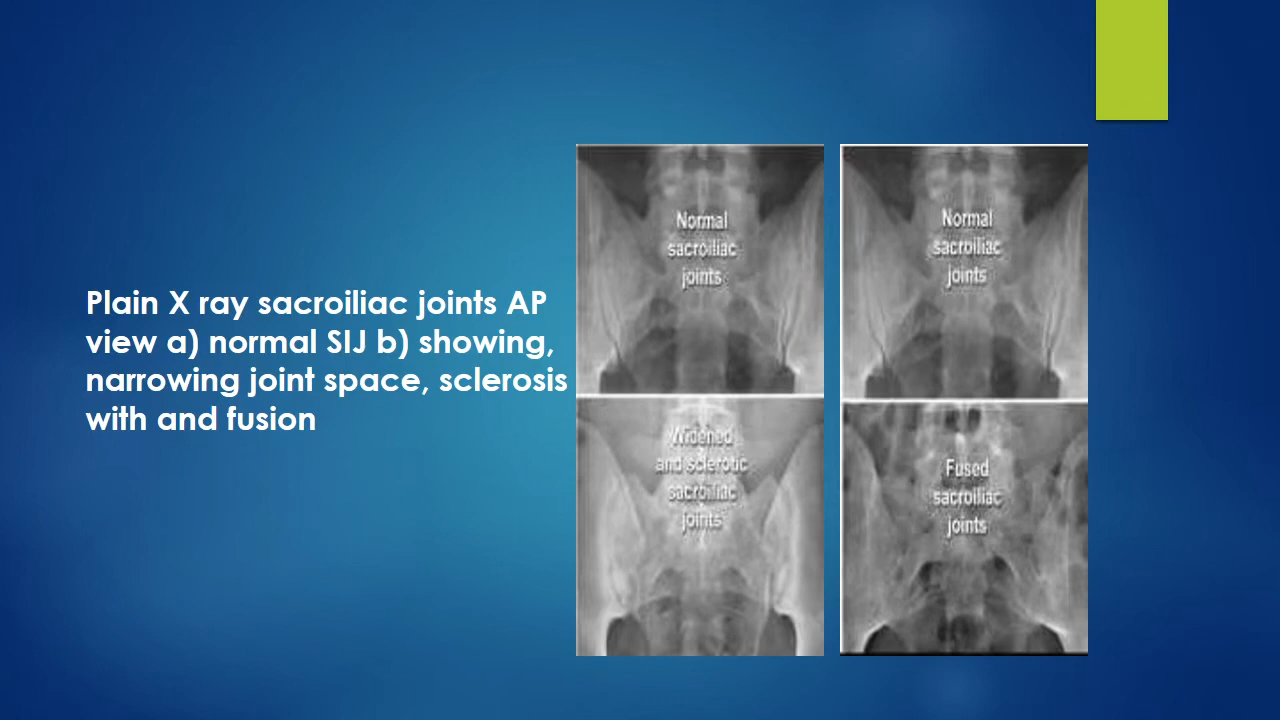 Plain X ray sacroiliac joints AP
view a) normal SIJ b) showing,
narrowing joint space, sclerosis
with and fusion
Normal
sacroiliac
joints
Normal
sacroiliac
joints
Widened
and sclerotic
sacroiliac
joints
Fused
sacroiliac
joints